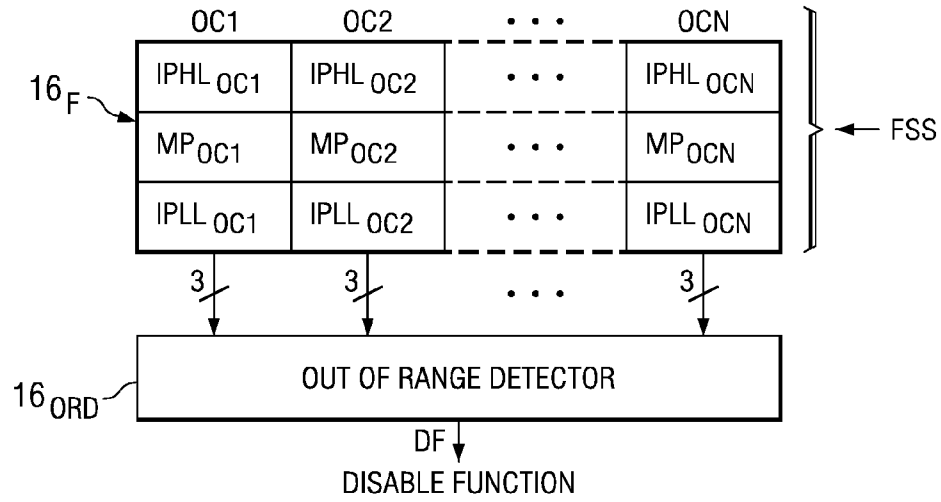 OC1 OC2 • • • OCN
IPHL OC1 IPHL OC2 • • • IPHL OCN
16F
MP OC1 MP OC2 • • • MP OCN
FSS
IPLL OC1 IPLL OC2 • • • IPLL OCN
3 3 • • • 3
OUT OF RANGE DETECTOR
16ORD
DF
DISABLE FUNCTION